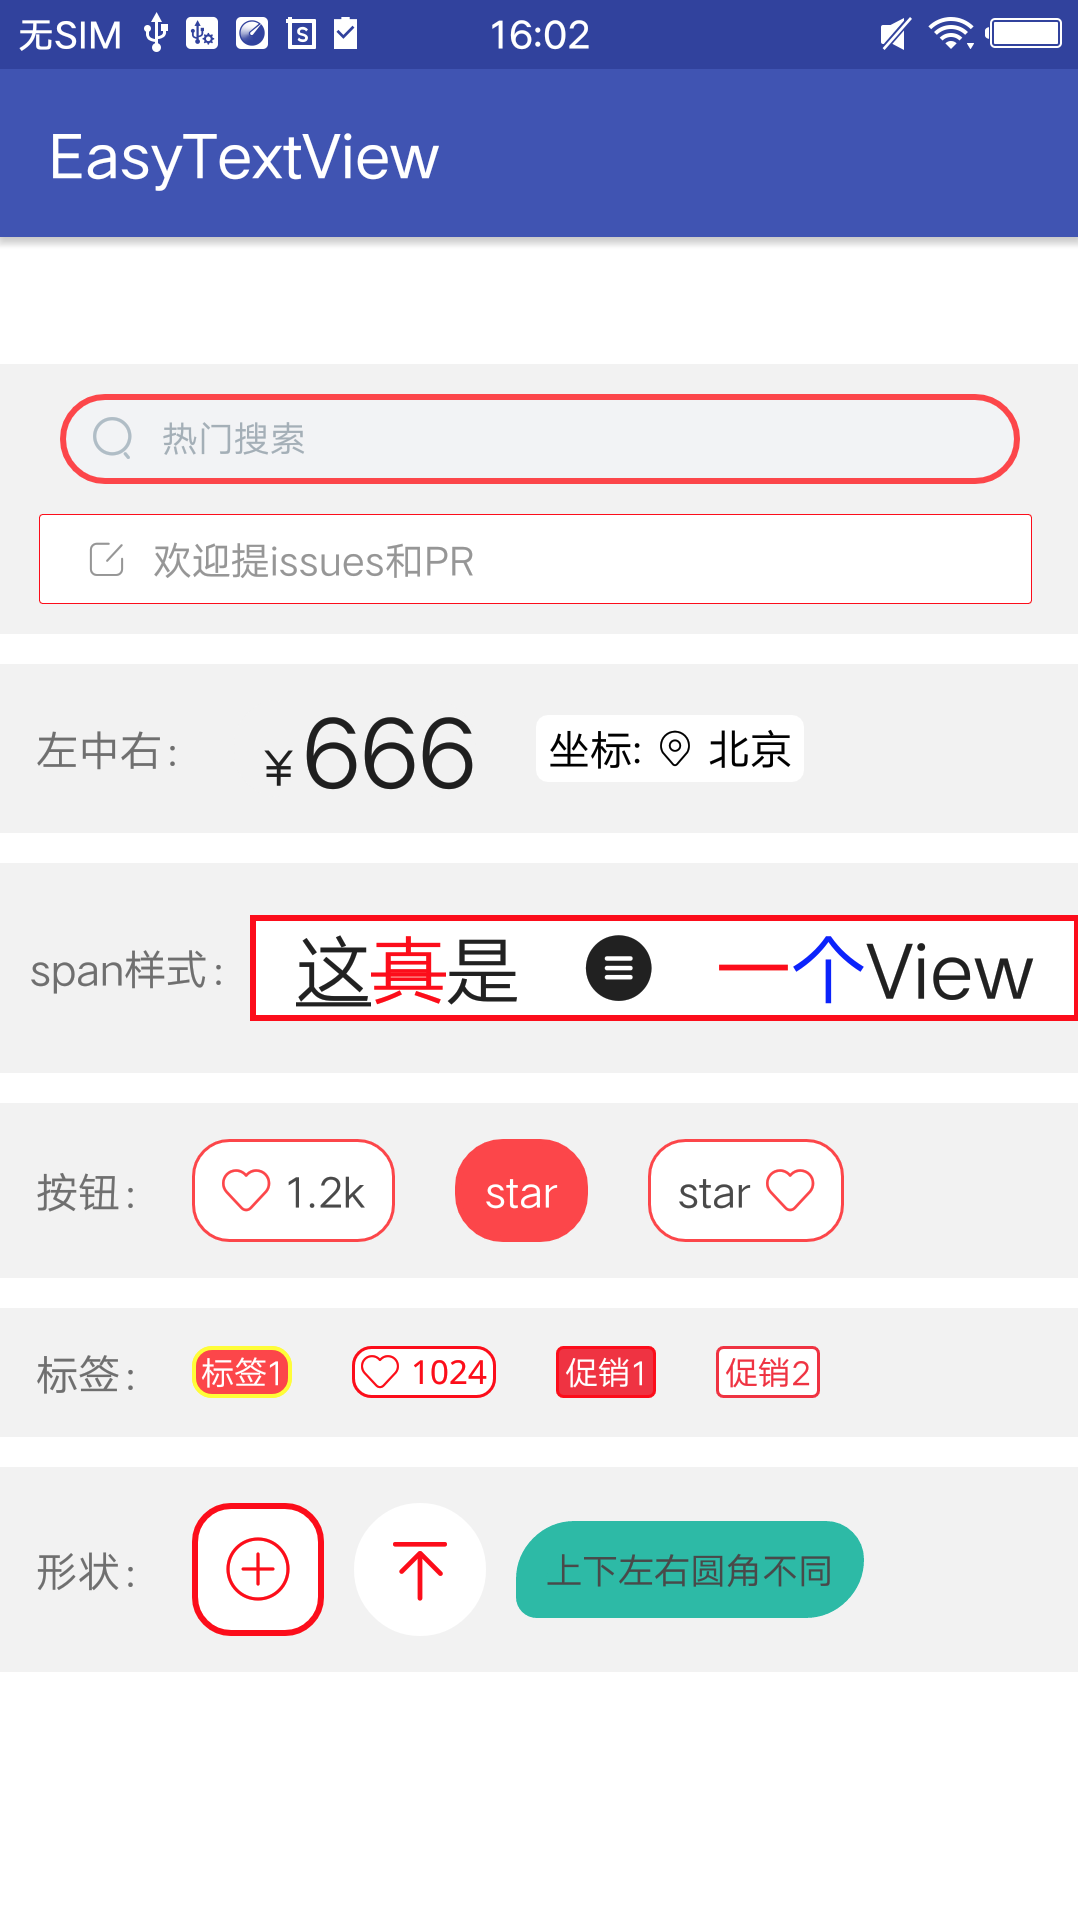 无SIM 16:02
EasyTextView
热门搜索
欢迎提issues和PR
左中右: ¥666 坐标: 北京
span样式: 这真是 一个View
按钮: 1.2k star star
标签: 标签1 1024 促销1 促销2
形状: 上下左右圆角不同